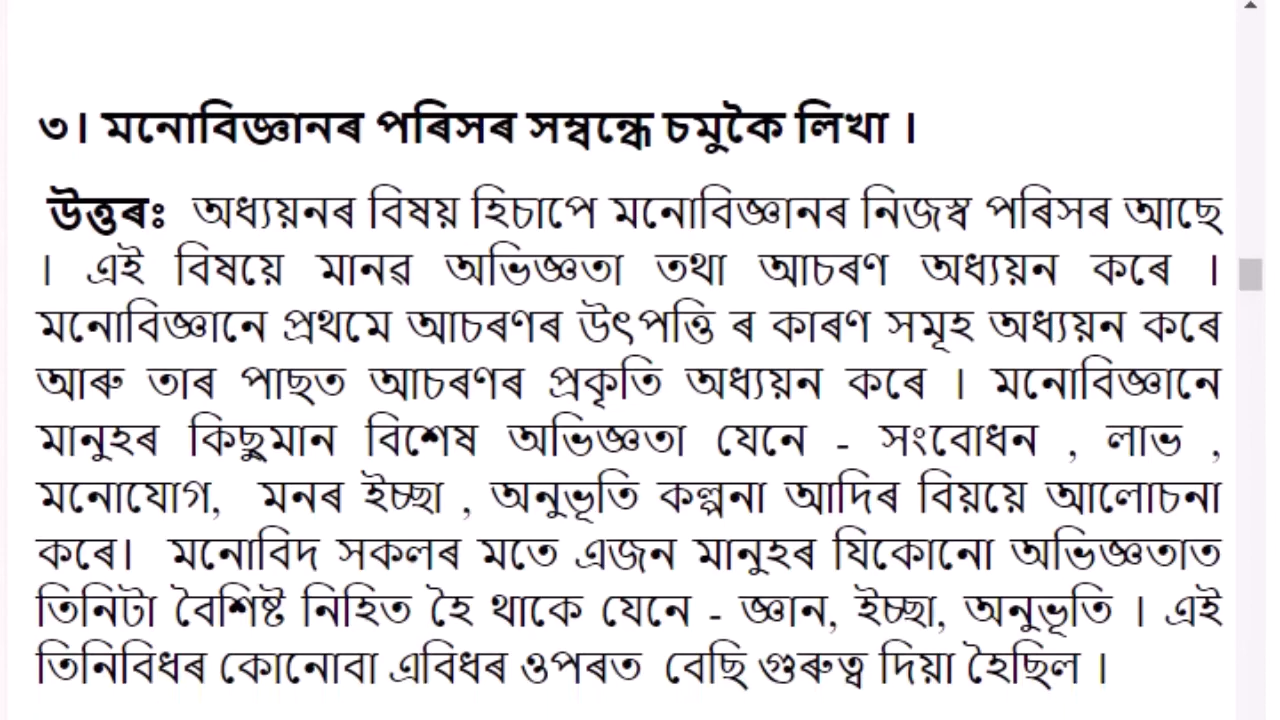 ৩। মনোবিজ্ঞানৰ পৰিসৰ সম্বন্ধে চমুকৈ লিখা ।
উত্তৰঃ অধ্যয়নৰ বিষয় হিচাপে মনোবিজ্ঞানৰ নিজস্ব পৰিসৰ আছে
। এই বিষয়ে মানৱ অভিজ্ঞতা তথা আচৰণ অধ্যয়ন কৰে ।
মনোবিজ্ঞানে প্ৰথমে আচৰণৰ উৎপত্তি ৰ কাৰণ সমূহ অধ্যয়ন কৰে
আৰু তাৰ পাছত আচৰণৰ প্ৰকৃতি অধ্যয়ন কৰে । মনোবিজ্ঞানে
মানুহৰ কিছুমান বিশেষ অভিজ্ঞতা যেনে - সংবোধন , লাভ ,
মনোযোগ, মনৰ ইচ্ছা , অনুভূতি কল্পনা আদিৰ বিয়য়ে আলোচনা
কৰে। মনোবিদ সকলৰ মতে এজন মানুহৰ যিকোনো অভিজ্ঞতাত
তিনিটা বৈশিষ্ট নিহিত হৈ থাকে যেনে - জ্ঞান, ইচ্ছা, অনুভূতি । এই
তিনিবিধৰ কোনোবা এবিধৰ ওপৰত বেছি গুৰুত্ব দিয়া হৈছিল ।